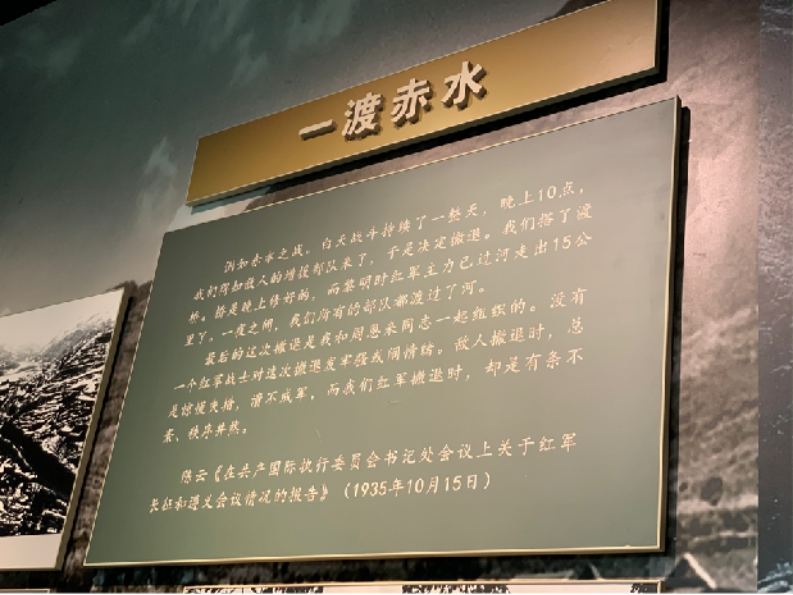 一渡赤水
例如赤水之战，白天战斗持续了一整天，晚上10点，
我们得知敌人的增援部队来了，于是决定撤退。我们搭了渡
桥。桥是晚上修好的，而黎明时红军主力已过河走出15公
里了。一夜之间，我们所有的部队都渡过了河。
最后的这次撤退是我和周恩来同志一起组织的。没有
一个红军战士对这次撤退发牢骚或闹情绪。敌人撤退时，总
是惊慌失措，溃不成军，而我们红军撤退时，却是有条不
紊、秩序井然。
陈云《在共产国际执行委员会书记处会议上关于红军
长征和遵义会议情况的报告》（1935年10月15日）